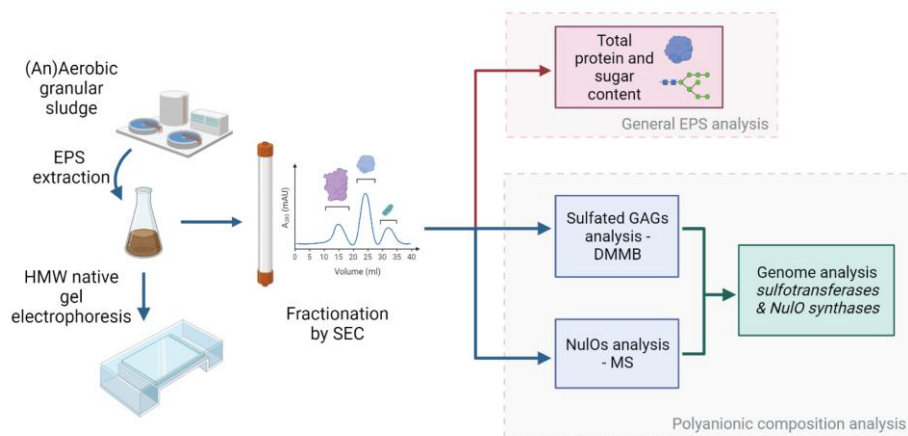 (An)Aerobic
granular
sludge
EPS
extraction
HMW native
gel
electrophoresis
A280 (mAU)
0 5 10 15 20 25 30 35 40
Volume (ml)
Fractionation
by SEC
Total
protein and
sugar
content
General EPS analysis
Sulfated GAGs
analysis -
DMMB
NulOs analysis
- MS
Genome analysis
sulfotransferases
& NulO synthases
Polyanionic composition analysis